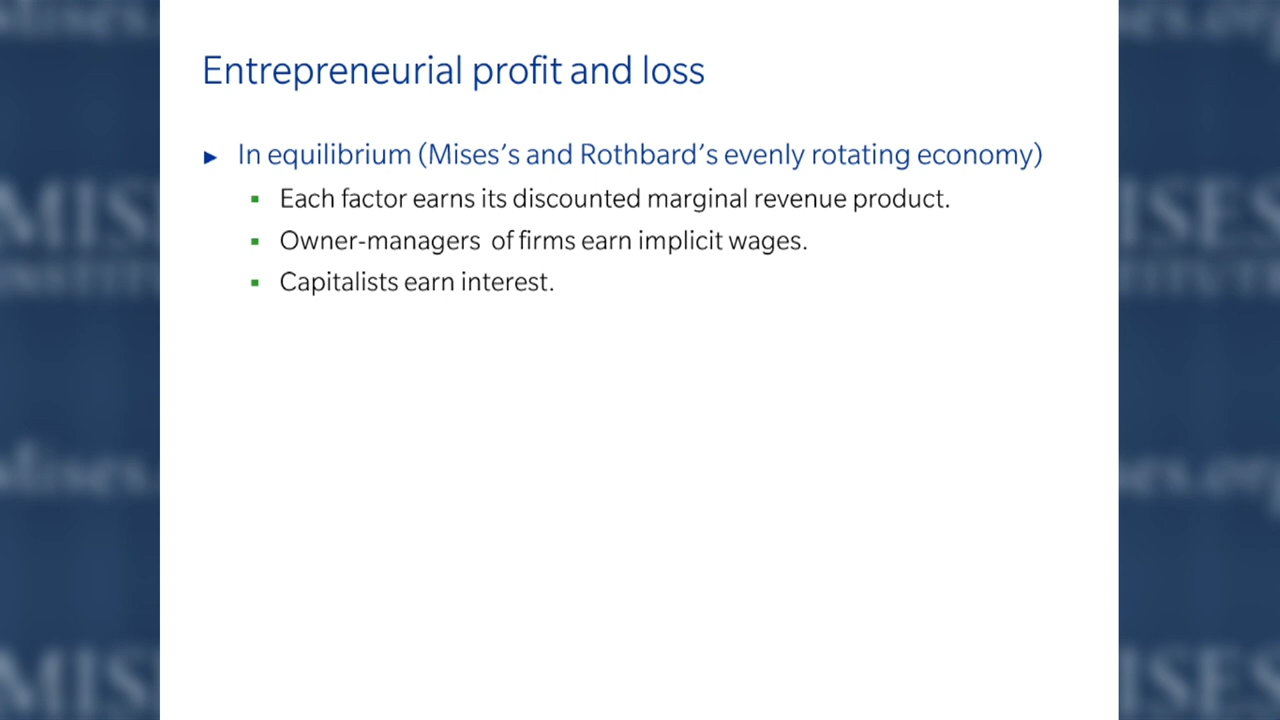 Entrepreneurial profit and loss
► In equilibrium (Mises's and Rothbard's evenly rotating economy)
▪ Each factor earns its discounted marginal revenue product.
▪ Owner-managers of firms earn implicit wages.
▪ Capitalists earn interest.